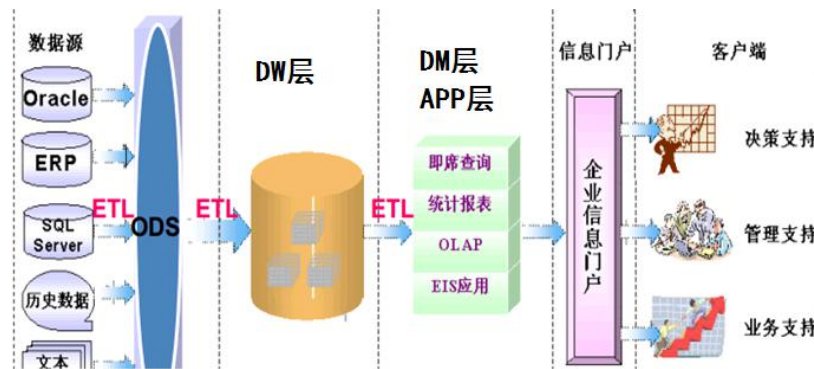 数据源
DW层
DM层
APP层
信息门户
客户端
Oracle
ERP
SQL
Server
历史数据
文本
ETL
ODS
ETL
ETL
即席查询
统计报表
OLAP
EIS应用
企业信息门户
决策支持
管理支持
业务支持